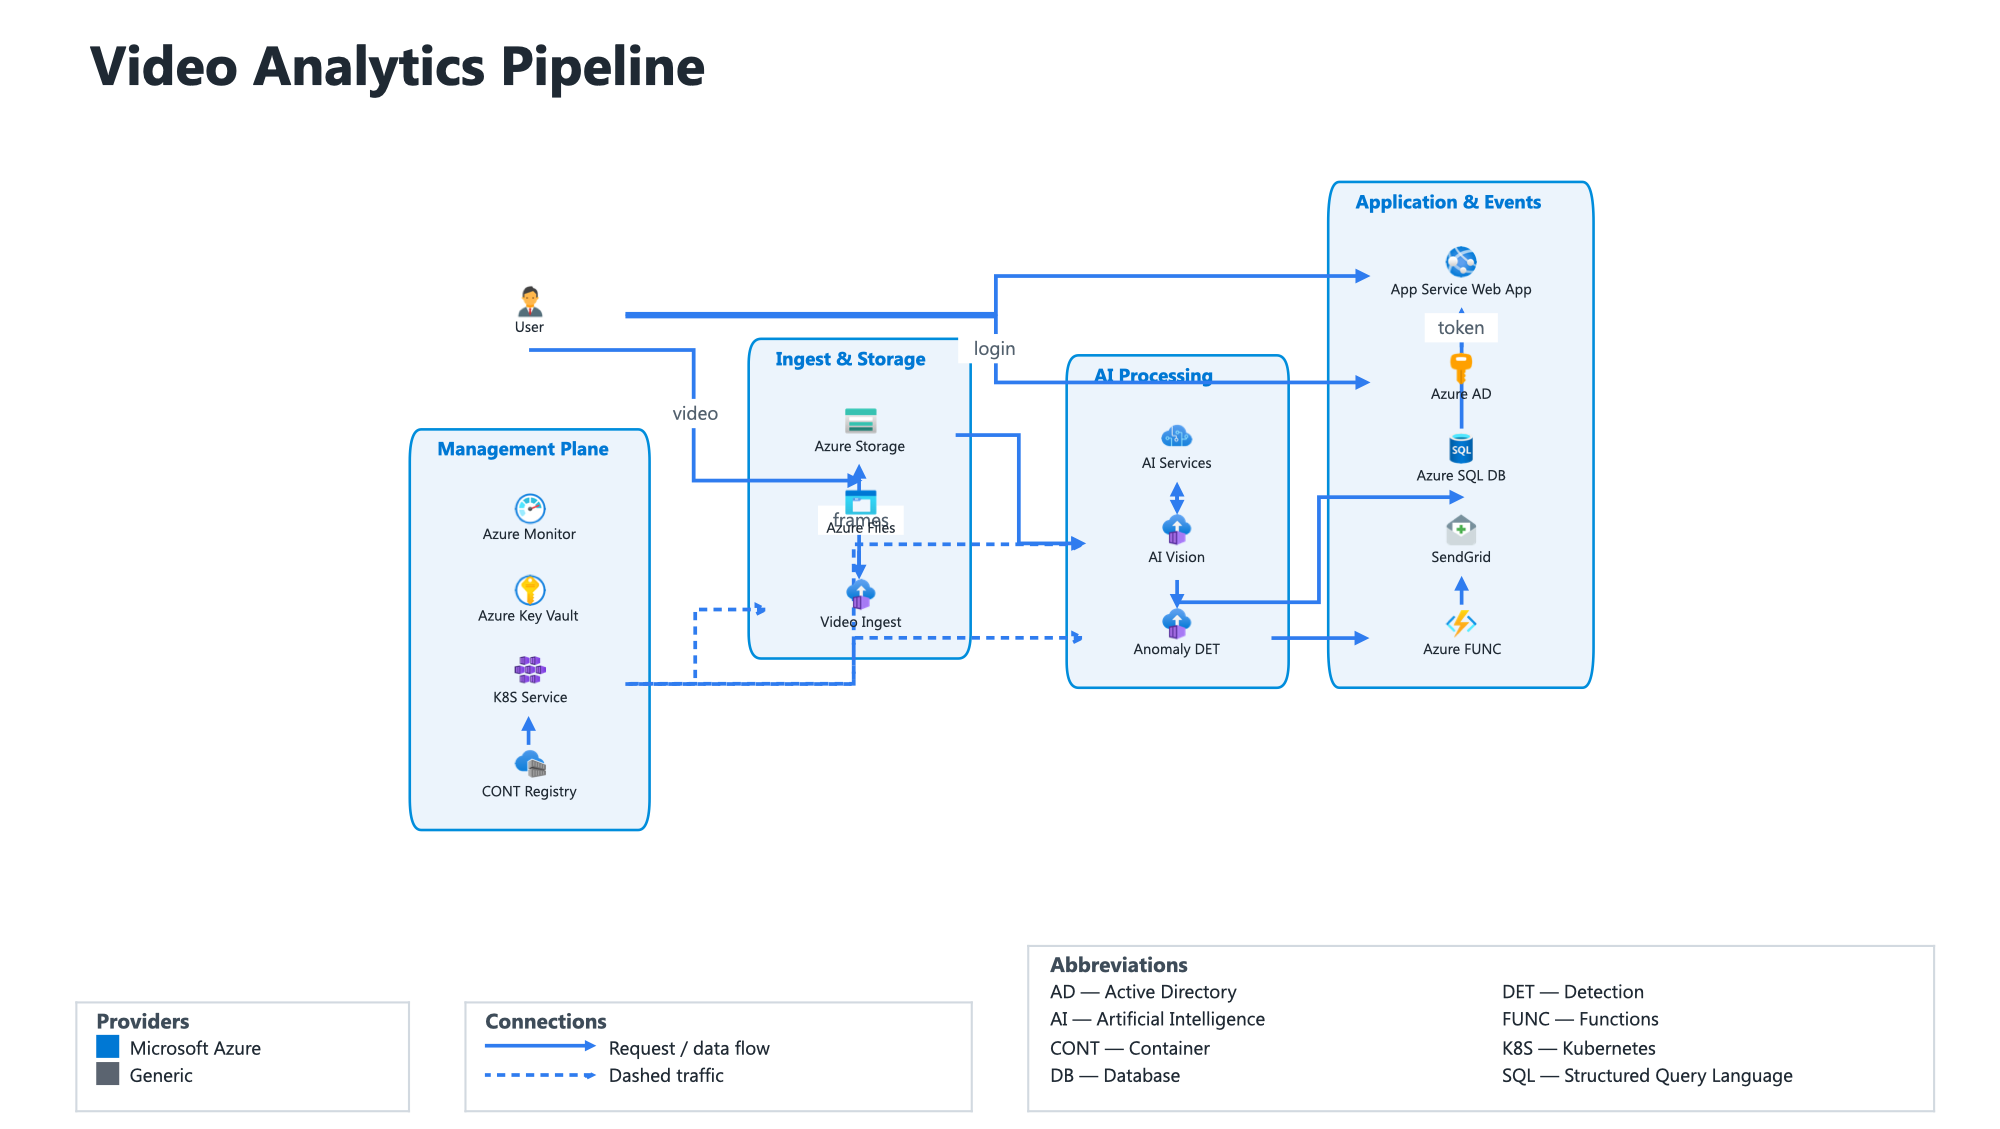 Video Analytics Pipeline
Application & Events
App Service Web App
User
token
login
Ingest & Storage
AI Processing
Azure AD
video
Management Plane
Azure Storage
AI Services
Azure SQL DB
Azure Monitor
frames
Azure Files
AI Vision
SendGrid
Azure Key Vault
Video Ingest
Anomaly DET
Azure FUNC
K8S Service
CONT Registry
Providers
Microsoft Azure
Generic
Connections
Request / data flow
Dashed traffic
Abbreviations
AD — Active Directory
AI — Artificial Intelligence
CONT — Container
DB — Database
DET — Detection
FUNC — Functions
K8S — Kubernetes
SQL — Structured Query Language
SQL